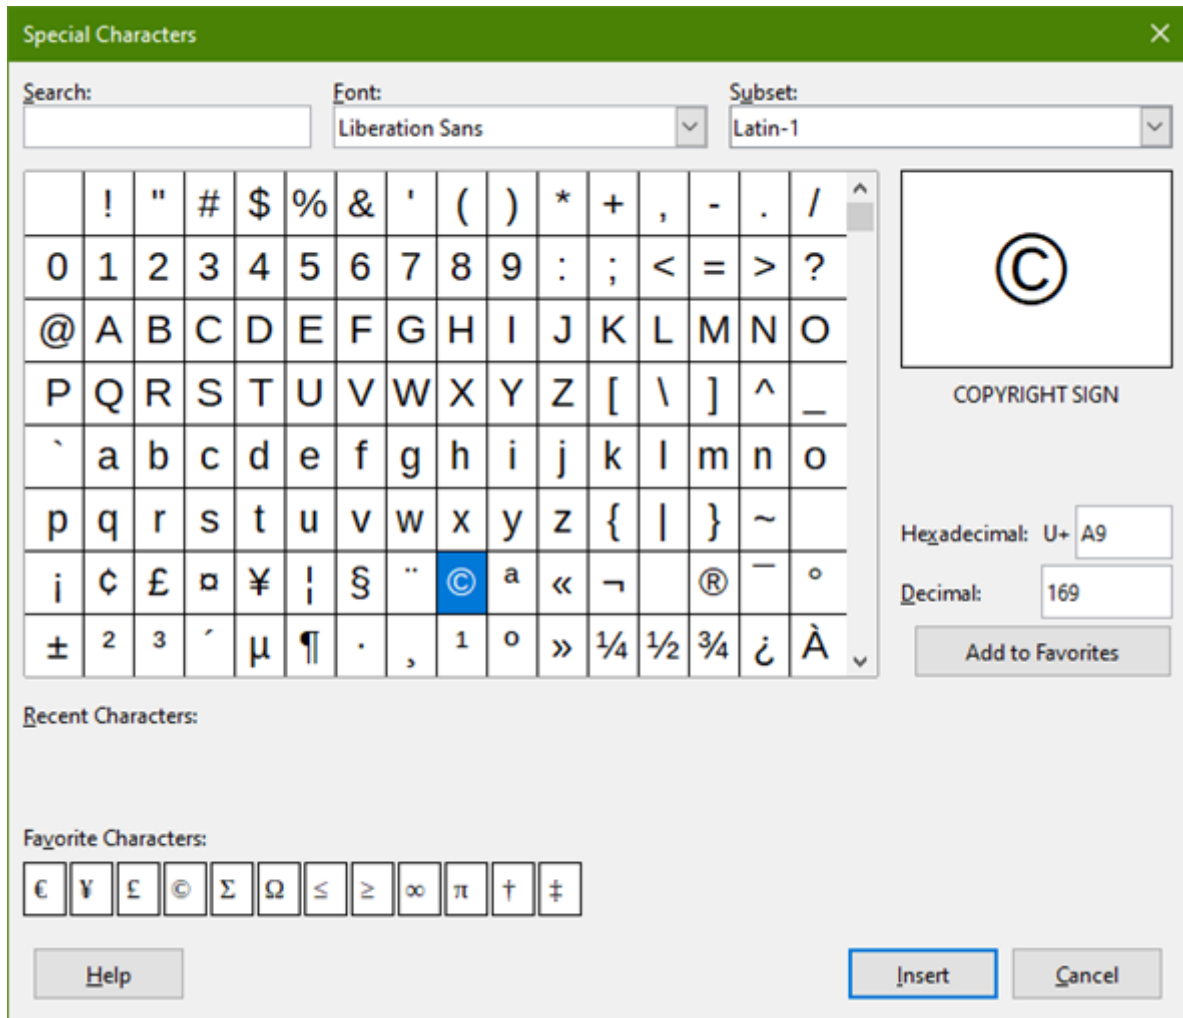 Special Characters
Search: Font: Subset:
Liberation Sans Latin-1
! " # $ % & ' ( ) * + , - . /
0 1 2 3 4 5 6 7 8 9 : ; < = > ?
@ A B C D E F G H I J K L M N O
P Q R S T U V W X Y Z [ \ ] ^ _
` a b c d e f g h i j k l m n o
p q r s t u v w x y z { | } ~
¡ ¢ £ ¤ ¥ ¦ § ¨ © ª « ¬ ® ¯ °
± ² ³ ´ µ ¶ · ¸ ¹ º » ¼ ½ ¾ ¿ À
©
COPYRIGHT SIGN
Hexadecimal: U+ A9
Decimal: 169
Add to Favorites
Recent Characters:
Favorite Characters:
€ ¥ £ © Σ Ω ≤ ≥ ∞ π † ‡
Help Insert Cancel